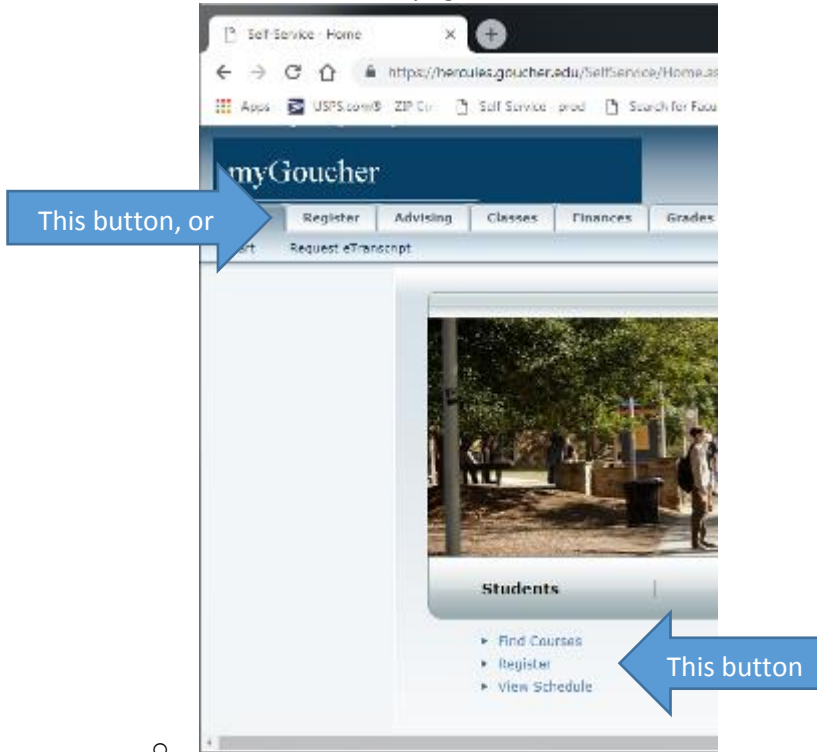 Self-Service - Home
https://hercules.goucher.edu/SelfService/Home.as
Apps USPS.com® - ZIP Co Self Service prod Search for Facu
myGoucher
This button, or
Register Advising Classes Finances Grades
Request eTranscript
Students
Find Courses
Register
View Schedule
This button